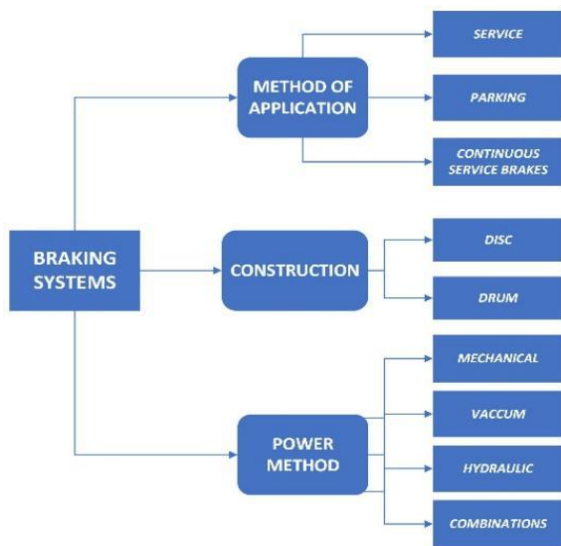 BRAKING
SYSTEMS
METHOD OF
APPLICATION
SERVICE
PARKING
CONTINUOUS
SERVICE BRAKES
CONSTRUCTION
DISC
DRUM
POWER
METHOD
MECHANICAL
VACCUM
HYDRAULIC
COMBINATIONS